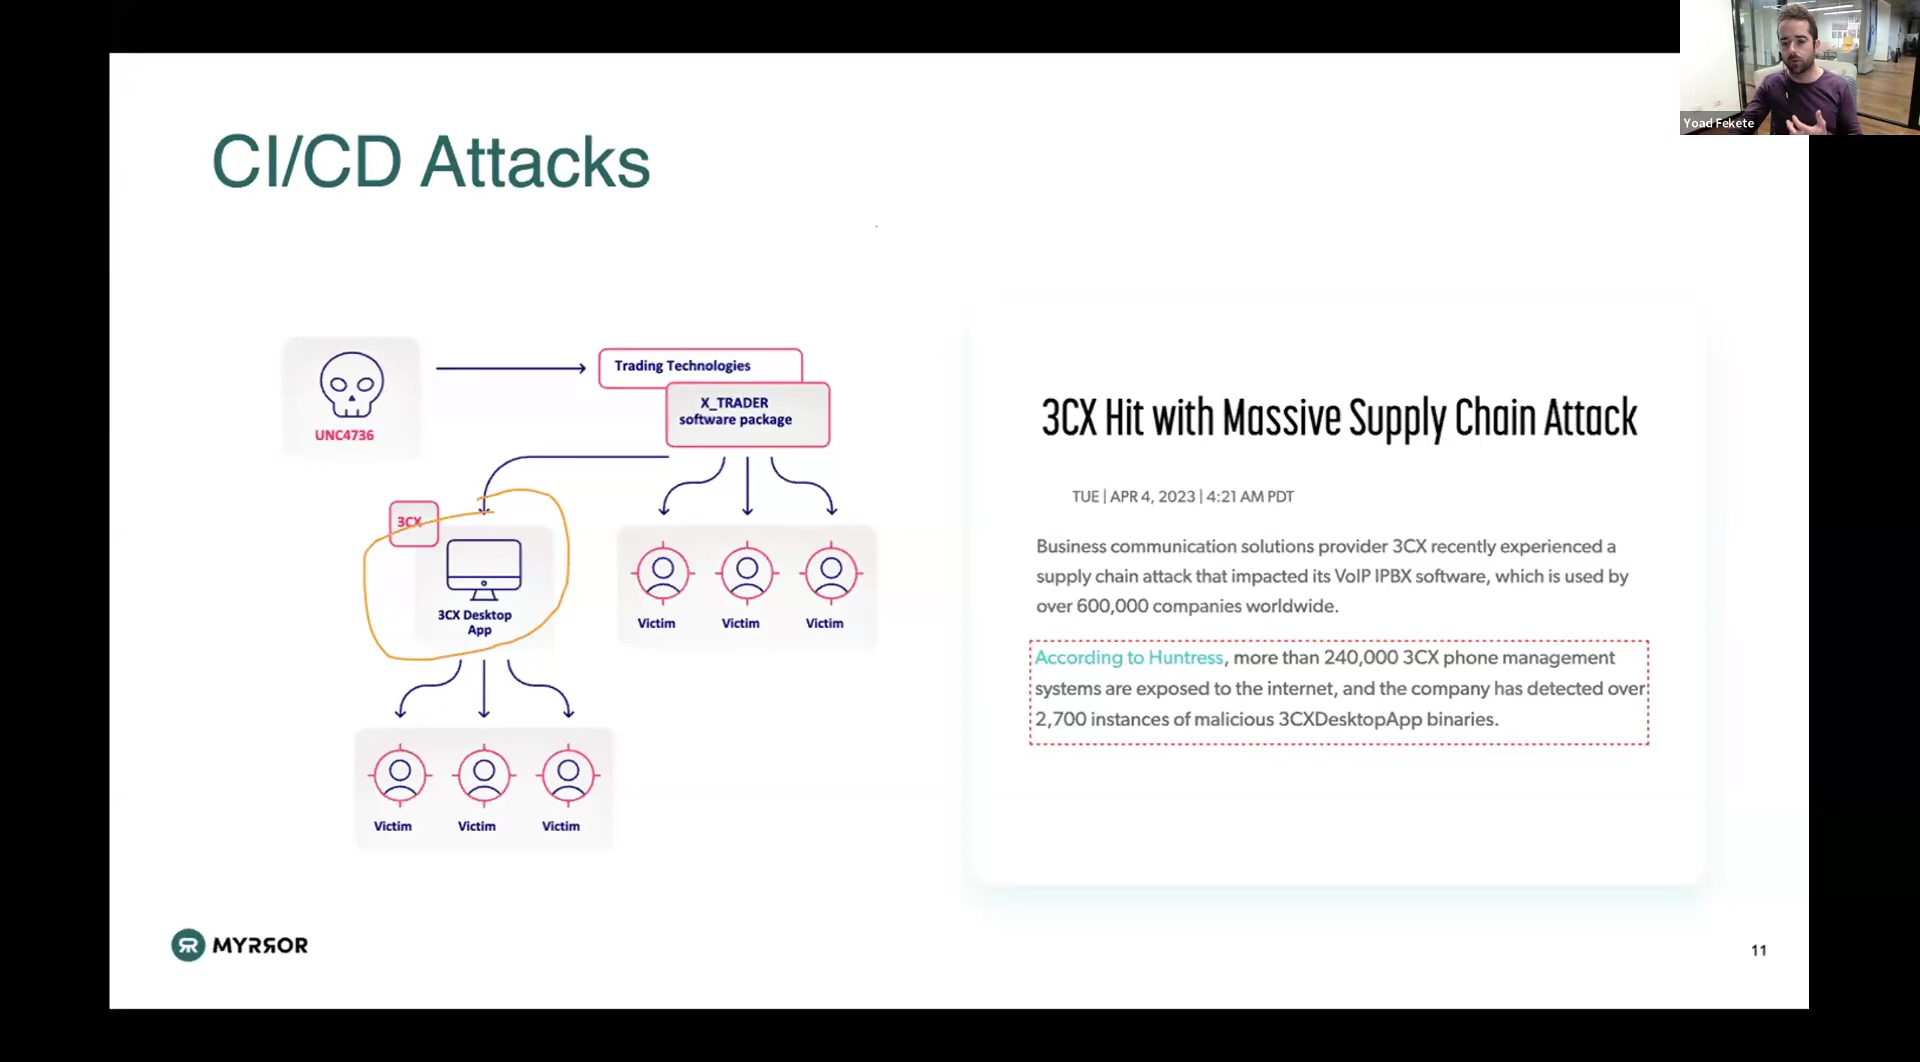 Yoad Fekete
CI/CD Attacks
UNC4736
Trading Technologies
X_TRADER
software package
3CX
3CX Desktop
App
Victim
Victim
Victim
Victim
Victim
Victim
3CX Hit with Massive Supply Chain Attack
TUE | APR 4, 2023 | 4:21 AM PDT
Business communication solutions provider 3CX recently experienced a
supply chain attack that impacted its VoIP IPBX software, which is used by
over 600,000 companies worldwide.
According to Huntress, more than 240,000 3CX phone management
systems are exposed to the internet, and the company has detected over
2,700 instances of malicious 3CXDesktopApp binaries.
MYRROR
11